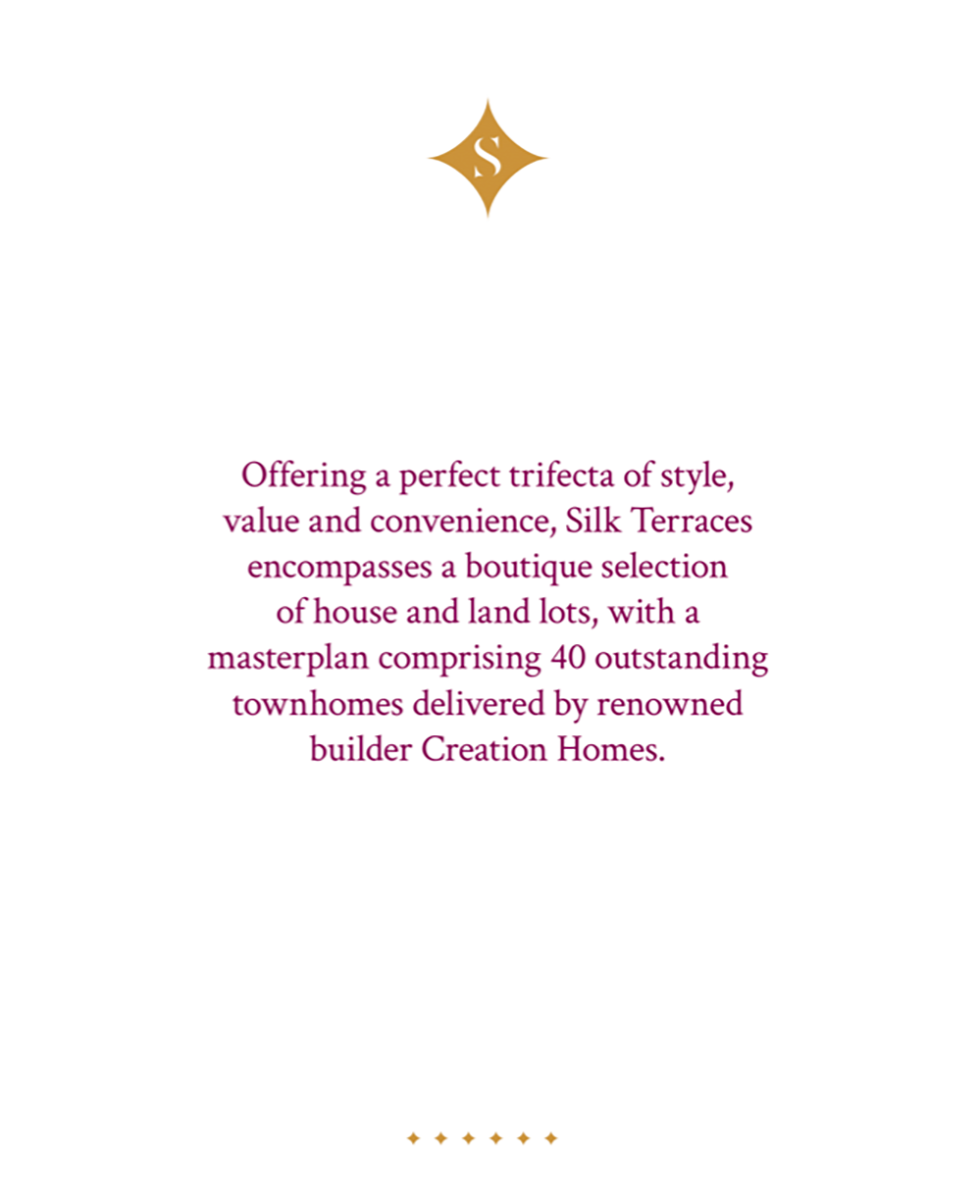 S
Offering a perfect trifecta of style,
value and convenience, Silk Terraces
encompasses a boutique selection
of house and land lots, with a
masterplan comprising 40 outstanding
townhomes delivered by renowned
builder Creation Homes.